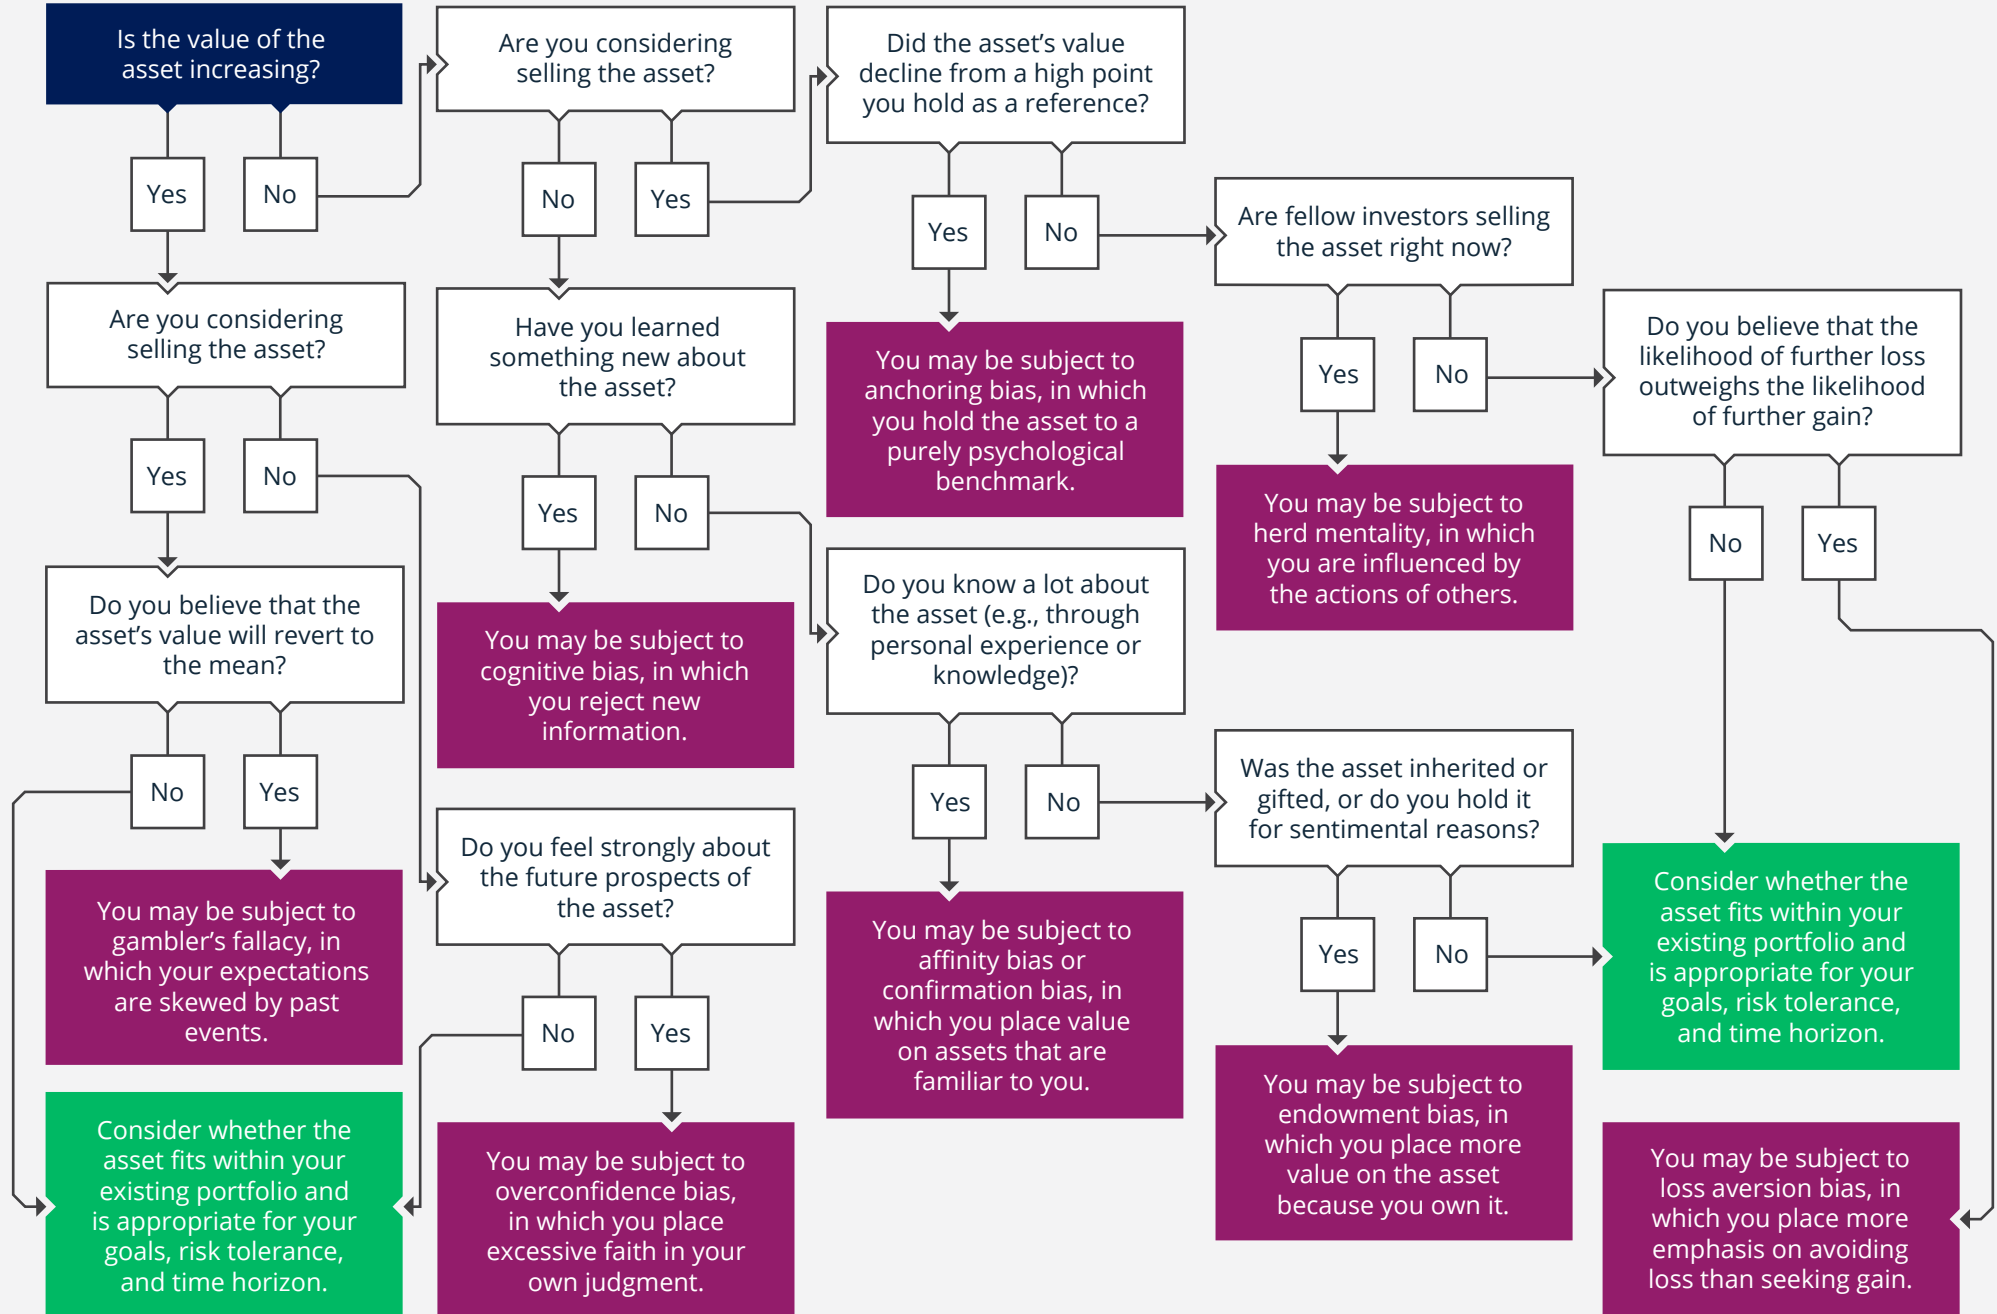 Is the value of the
asset increasing?
Yes
No
Are you considering
selling the asset?
No
Yes
Did the asset’s value
decline from a high point
you hold as a reference?
Yes
No
Are fellow investors selling
the asset right now?
Yes
No
Do you believe that the
likelihood of further loss
outweighs the likelihood
of further gain?
No
Yes
Are you considering
selling the asset?
Yes
No
Have you learned
something new about
the asset?
Yes
No
You may be subject to
anchoring bias, in which
you hold the asset to a
purely psychological
benchmark.
You may be subject to
herd mentality, in which
you are influenced by
the actions of others.
Do you believe that the
asset’s value will revert to
the mean?
No
Yes
You may be subject to
cognitive bias, in which
you reject new
information.
Do you know a lot about
the asset (e.g., through
personal experience or
knowledge)?
Yes
No
Was the asset inherited or
gifted, or do you hold it
for sentimental reasons?
Yes
No
Consider whether the
asset fits within your
existing portfolio and
is appropriate for your
goals, risk tolerance,
and time horizon.
You may be subject to
gambler’s fallacy, in
which your expectations
are skewed by past
events.
Do you feel strongly about
the future prospects of
the asset?
No
Yes
You may be subject to
affinity bias or
confirmation bias, in
which you place value
on assets that are
familiar to you.
You may be subject to
endowment bias, in
which you place more
value on the asset
because you own it.
Consider whether the
asset fits within your
existing portfolio and
is appropriate for your
goals, risk tolerance,
and time horizon.
You may be subject to
overconfidence bias,
in which you place
excessive faith in your
own judgment.
You may be subject to
loss aversion bias, in
which you place more
emphasis on avoiding
loss than seeking gain.